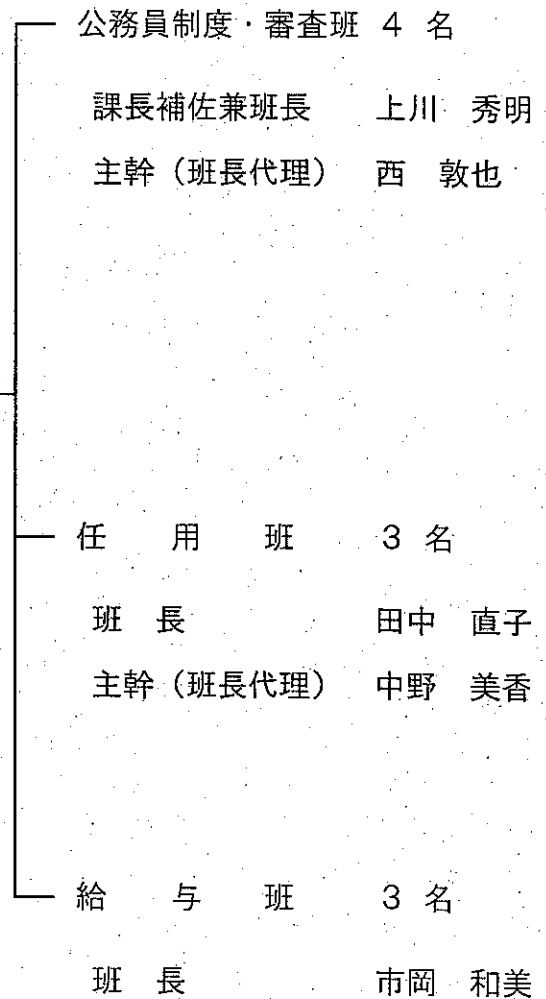 公務員制度・審査班 4 名
課長補佐兼班長 上川 秀明
主幹(班長代理) 西 敦也
任 用 班 3 名
班 長 田中 直子
主幹(班長代理) 中野 美香
給 与 班 3 名
班 長 市岡 和美